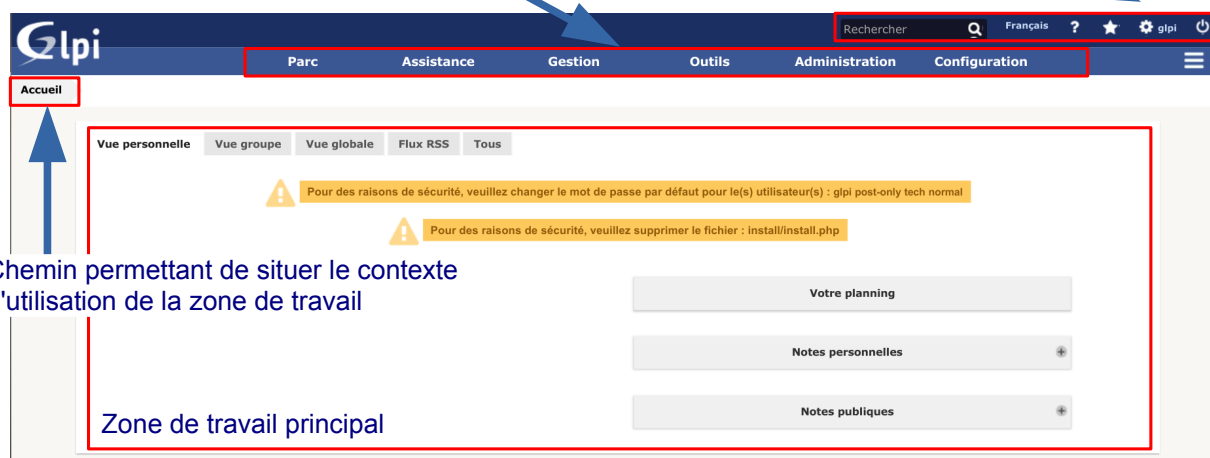 Glpi
Rechercher
Français ? glpi
Parc Assistance Gestion Outils Administration Configuration
Accueil
Vue personnelle Vue groupe Vue globale Flux RSS Tous
Pour des raisons de sécurité, veuillez changer le mot de passe par défaut pour le(s) utilisateur(s) : glpi post-only tech normal
Pour des raisons de sécurité, veuillez supprimer le fichier : install/install.php
Chemin permettant de situer le contexte
'utilisation de la zone de travail
Votre planning
Notes personnelles
Notes publiques
Zone de travail principal